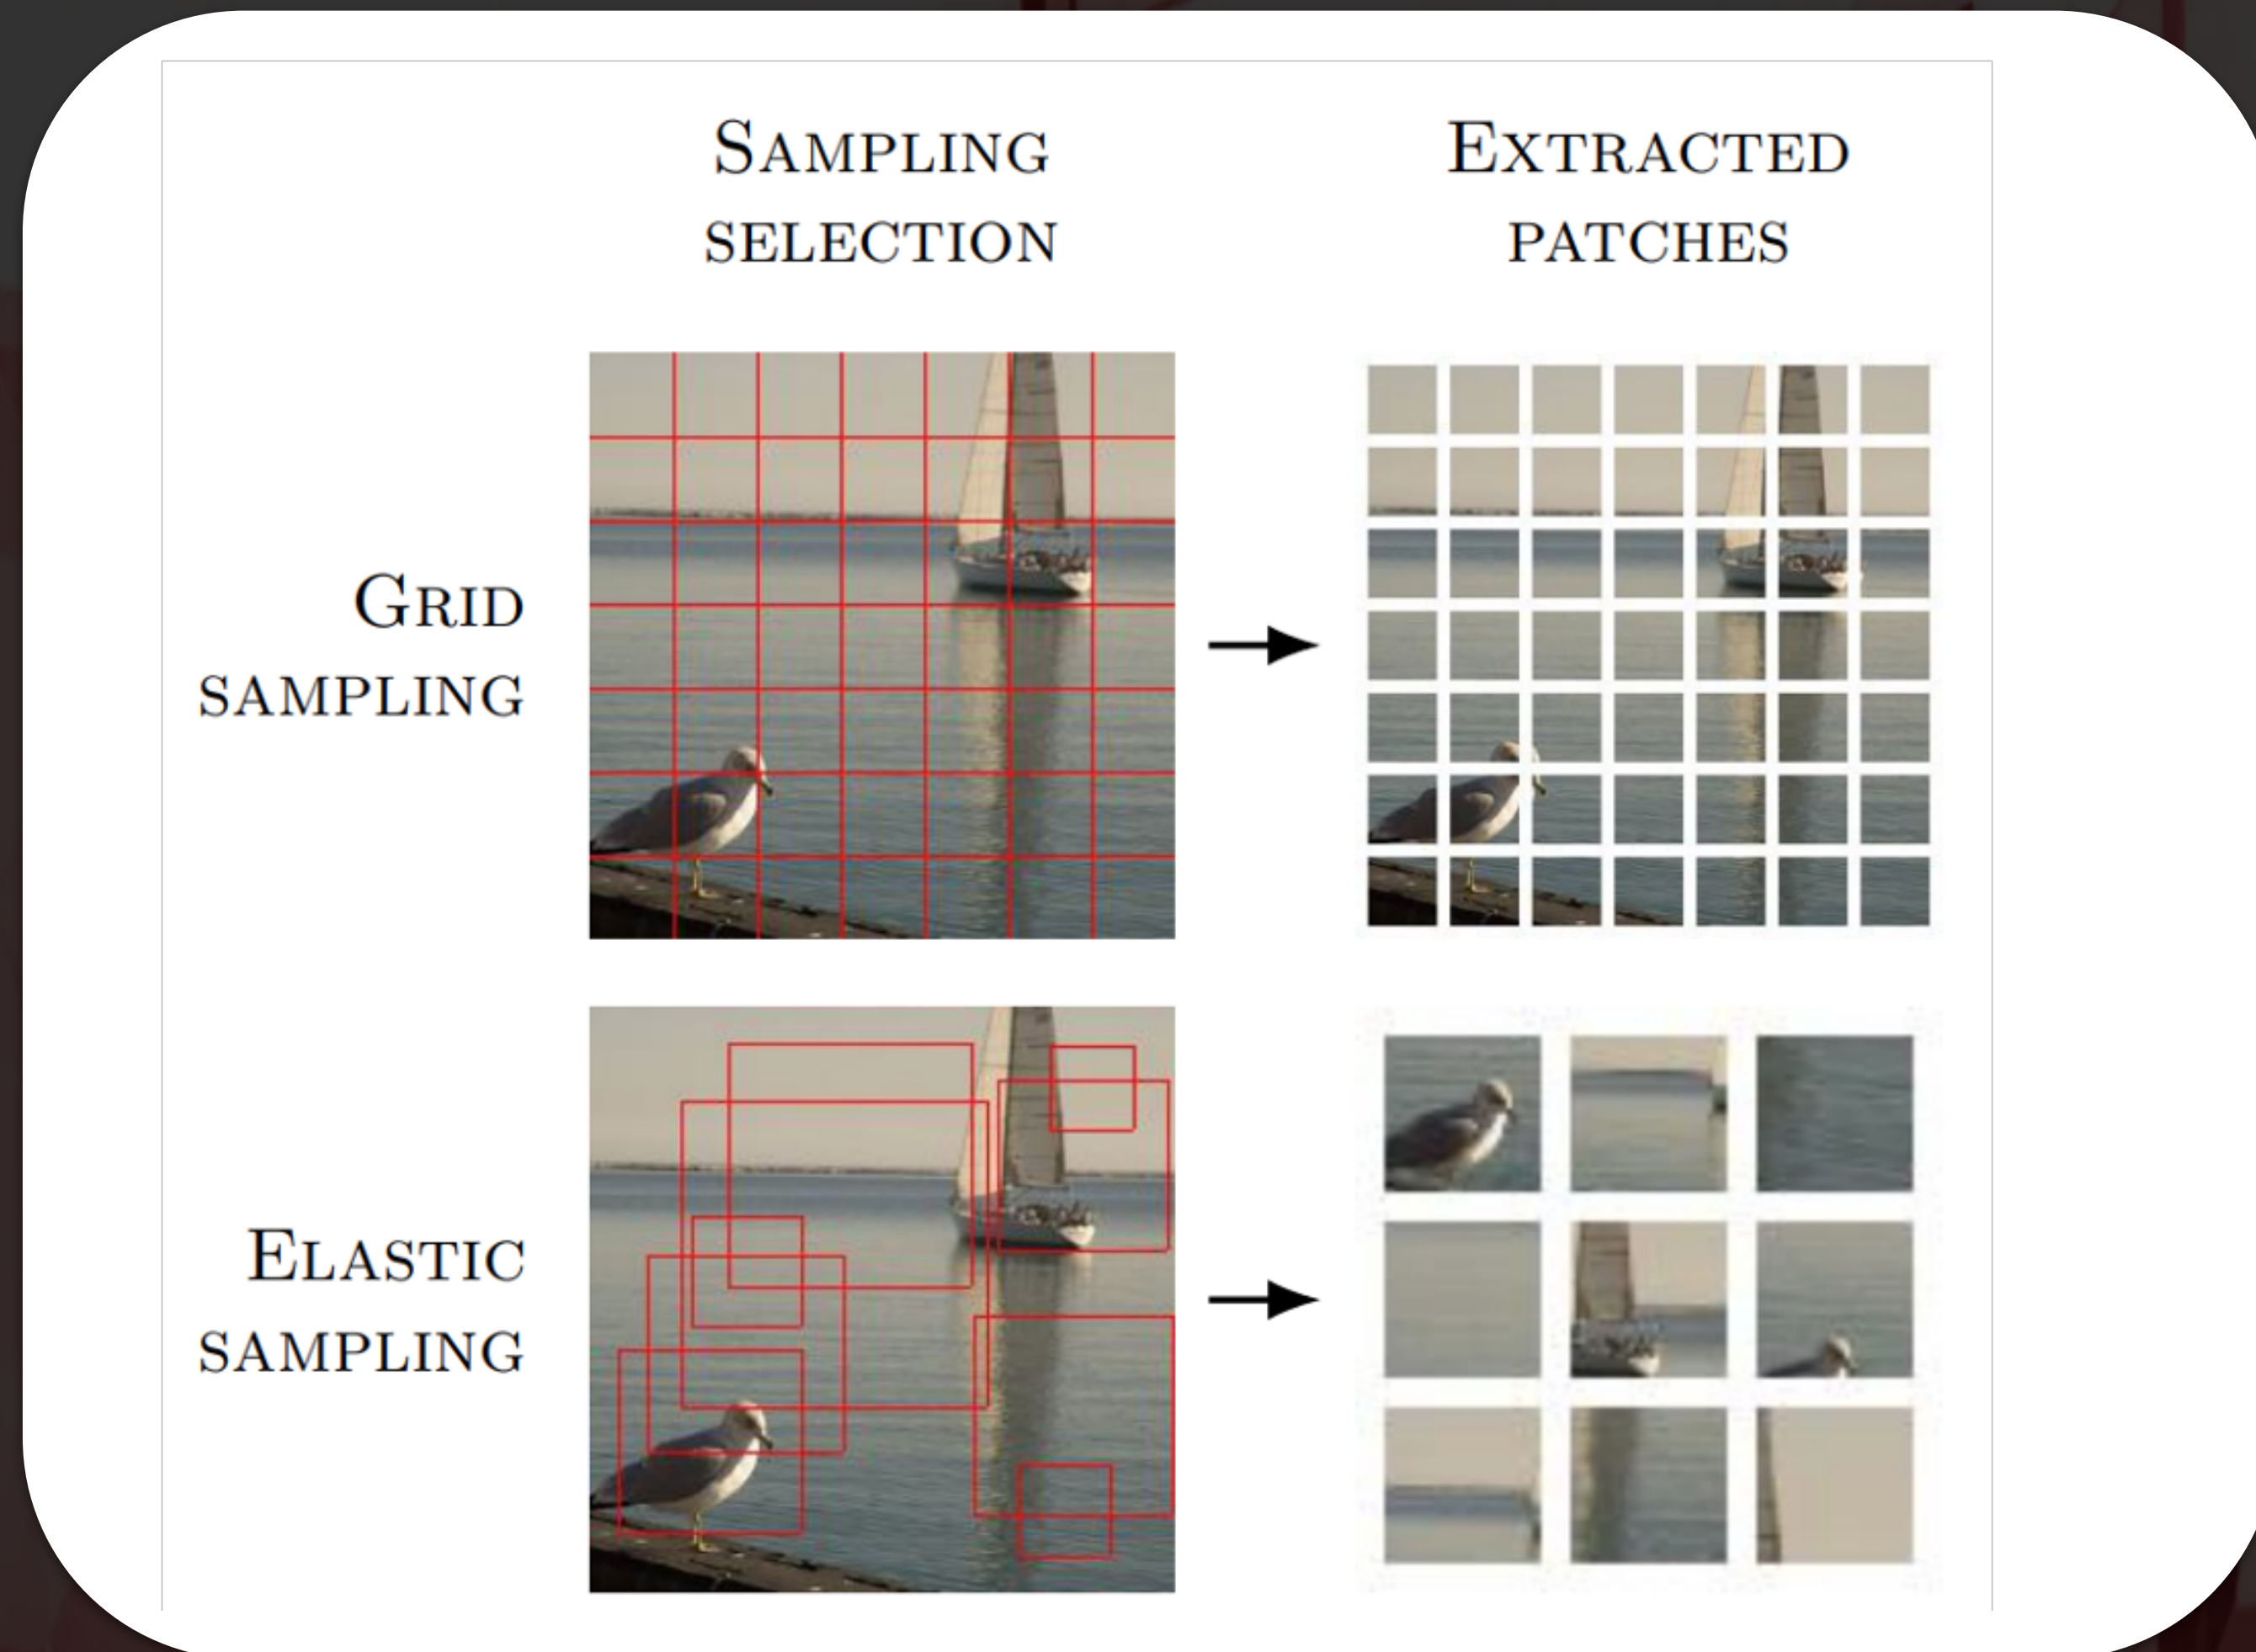 SAMPLING
SELECTION
EXTRACTED
PATCHES
GRID
SAMPLING
ELASTIC
SAMPLING